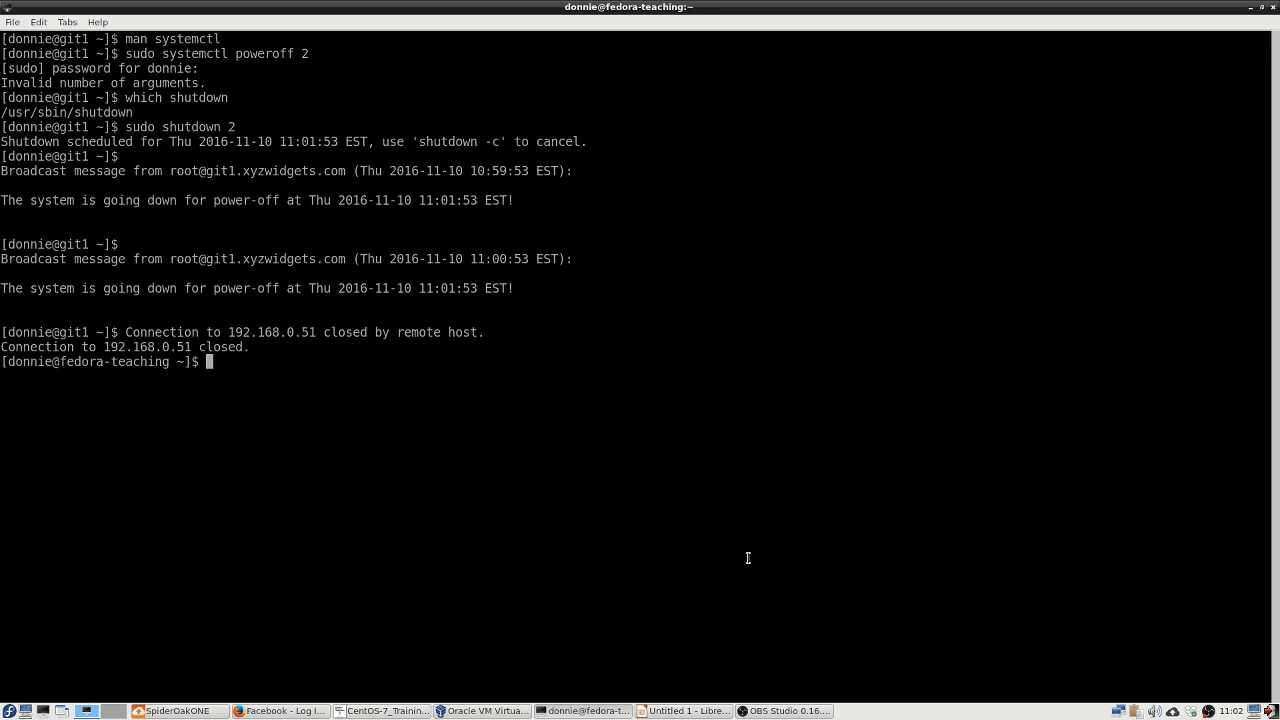 donnie@fedora-teaching:~
File Edit Tabs Help
[donnie@git1 ~]$ man systemctl
[donnie@git1 ~]$ sudo systemctl poweroff 2
[sudo] password for donnie:
Invalid number of arguments.
[donnie@git1 ~]$ which shutdown
/usr/sbin/shutdown
[donnie@git1 ~]$ sudo shutdown 2
Shutdown scheduled for Thu 2016-11-10 11:01:53 EST, use 'shutdown -c' to cancel.
[donnie@git1 ~]$
Broadcast message from root@git1.xyzwidgets.com (Thu 2016-11-10 10:59:53 EST):
The system is going down for power-off at Thu 2016-11-10 11:01:53 EST!
[donnie@git1 ~]$
Broadcast message from root@git1.xyzwidgets.com (Thu 2016-11-10 11:00:53 EST):
The system is going down for power-off at Thu 2016-11-10 11:01:53 EST!
[donnie@git1 ~]$ Connection to 192.168.0.51 closed by remote host.
Connection to 192.168.0.51 closed.
[donnie@fedora-teaching ~]$
SpiderOakONE Facebook - Log I... CentOS-7_Trainin... Oracle VM Virtua... donnie@fedora-t... Untitled 1 - Libre... OBS Studio 0.16.... 11:02